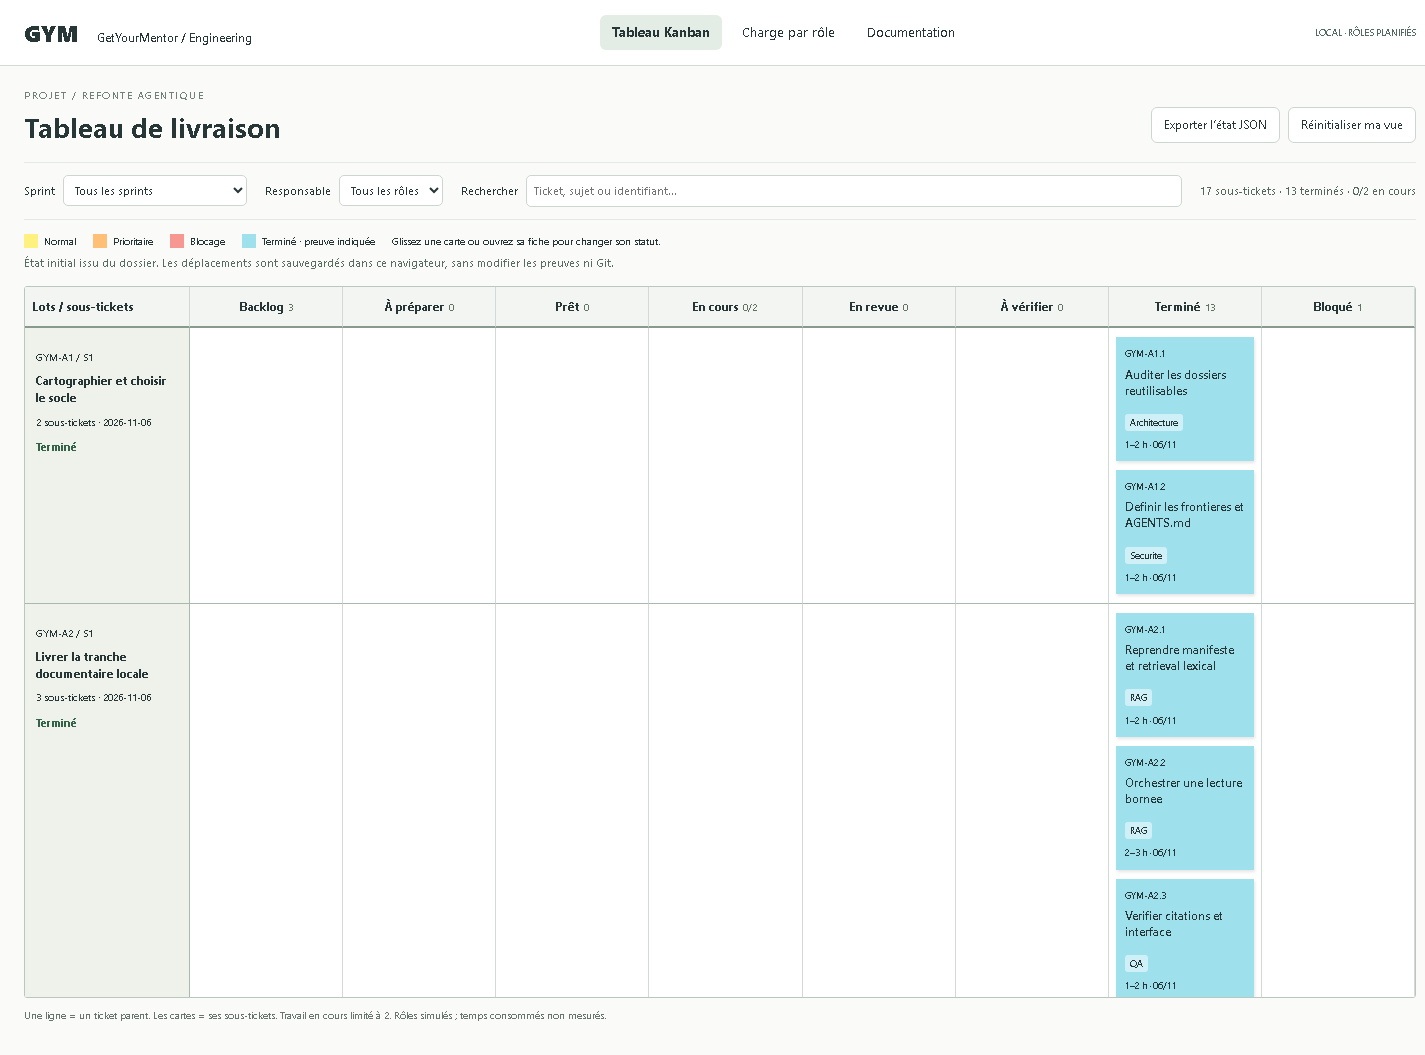 GYM
GetYourMentor / Engineering
Tableau Kanban
Charge par rôle
Documentation
LOCAL · RÔLES PLANIFIÉS
PROJET / REFONTE AGENTIQUE
Tableau de livraison
Exporter l'état JSON
Réinitialiser ma vue
Sprint
Tous les sprints
Responsable
Tous les rôles
Rechercher
Ticket, sujet ou identifiant...
17 sous-tickets · 13 terminés · 0/2 en cours
Normal
Prioritaire
Blocage
Terminé · preuve indiquée
Glissez une carte ou ouvrez sa fiche pour changer son statut.
État initial issu du dossier. Les déplacements sont sauvegardés dans ce navigateur, sans modifier les preuves ni Git.
Lots / sous-tickets
Backlog 3
À préparer 0
Prêt 0
En cours 0/2
En revue 0
À vérifier 0
Terminé 13
Bloqué 1
GYM-A1 / S1
Cartographier et choisir
le socle
2 sous-tickets · 2026-11-06
Terminé
GYM-A1.1
Auditer les dossiers
reutilisables
Architecture
1–2 h · 06/11
GYM-A1.2
Definir les frontieres et
AGENTS.md
Securite
1–2 h · 06/11
GYM-A2 / S1
Livrer la tranche
documentaire locale
3 sous-tickets · 2026-11-06
Terminé
GYM-A2.1
Reprendre manifeste
et retrieval lexical
RAG
1–2 h · 06/11
GYM-A2.2
Orchestrer une lecture
bornee
RAG
2–3 h · 06/11
GYM-A2.3
Verifier citations et
interface
QA
1–2 h · 06/11
Une ligne = un ticket parent. Les cartes = ses sous-tickets. Travail en cours limité à 2. Rôles simulés ; temps consommés non mesurés.